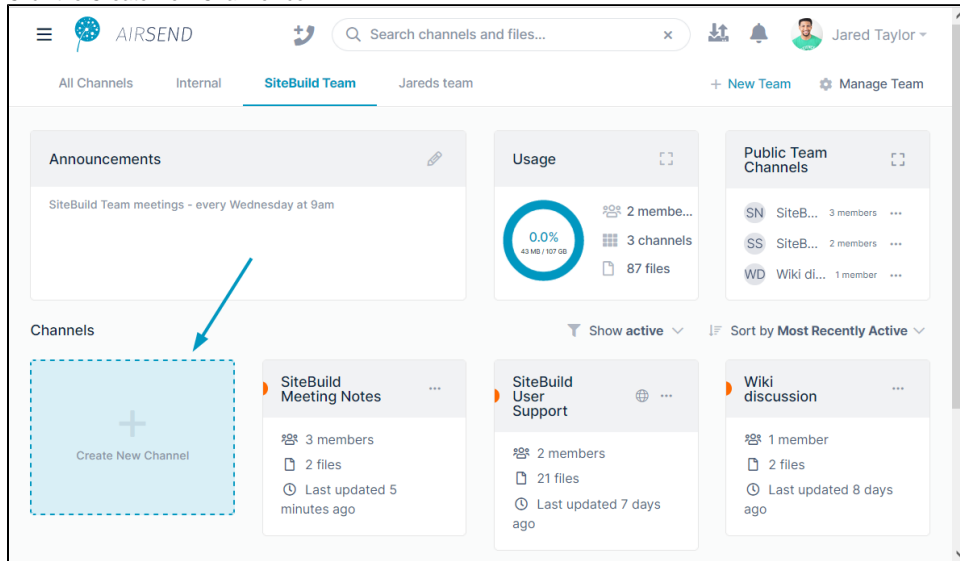 AIRSEND
Search channels and files...
Jared Taylor
All Channels
Internal
SiteBuild Team
Jareds team
+ New Team
Manage Team
Announcements
SiteBuild Team meetings - every Wednesday at 9am
Usage
0.0%
43 MB / 107 GB
2 membe...
3 channels
87 files
Public Team
Channels
SN SiteB... 3 members ...
SS SiteB... 2 members ...
WD Wiki di... 1 member ...
Channels
Show active
Sort by Most Recently Active
Create New Channel
SiteBuild
Meeting Notes
3 members
2 files
Last updated 5
minutes ago
SiteBuild
User
Support
2 members
21 files
Last updated 7 days
ago
Wiki
discussion
1 member
2 files
Last updated 8 days
ago